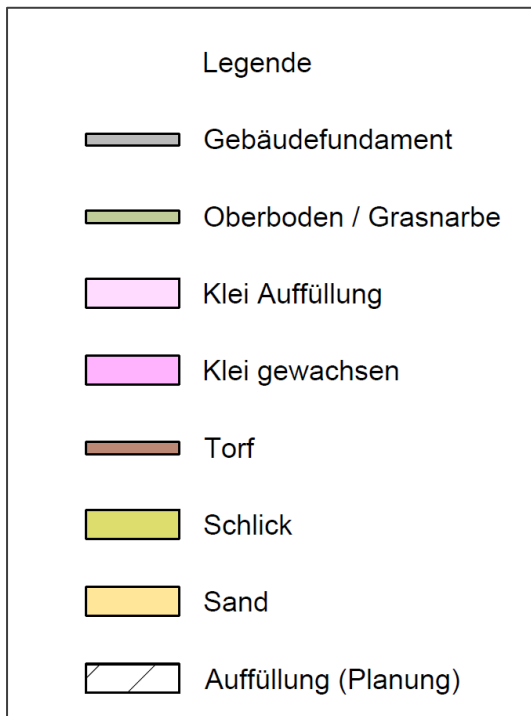 Legende
Gebäudefundament
Oberboden / Grasnarbe
Klei Auffüllung
Klei gewachsen
Torf
Schlick
Sand
Auffüllung (Planung)